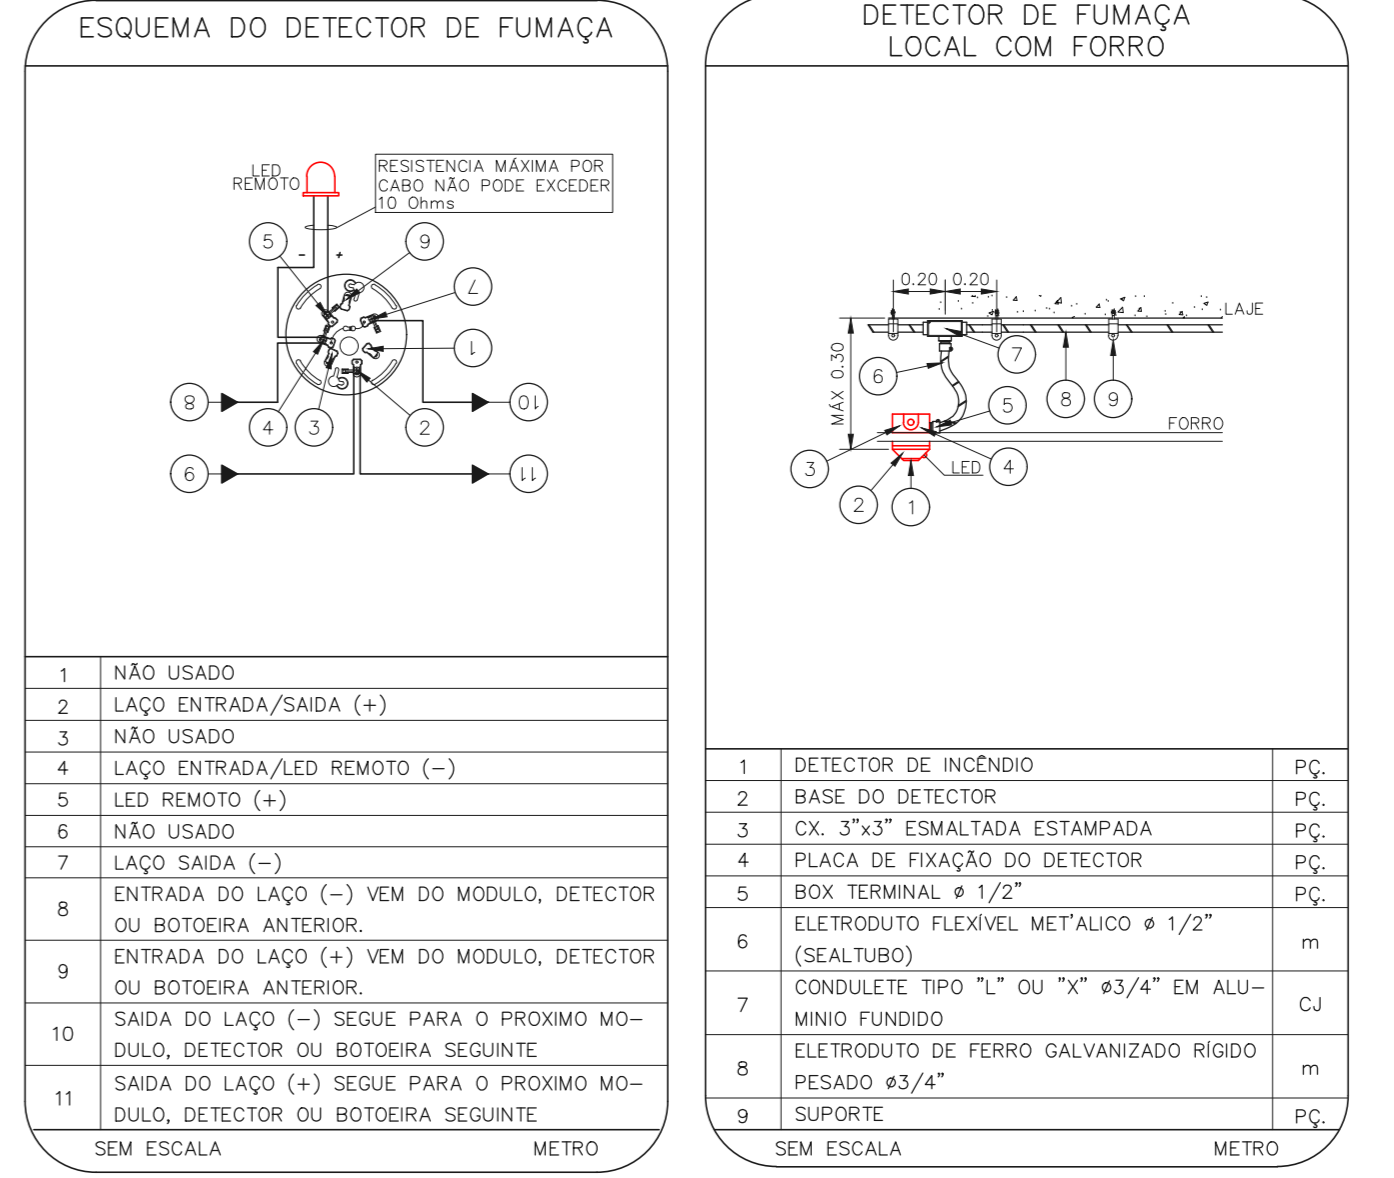 ESQUEMA DO DETECTOR DE FUMAÇA
LED
REMOTO
RESISTENCIA MÁXIMA POR
CABO NÃO PODE EXCEDER
10 Ohms
5
9
-
+
7
1
8
10
4
3
2
9
11
1 NÃO USADO
2 LAÇO ENTRADA/SAIDA (+)
3 NÃO USADO
4 LAÇO ENTRADA/LED REMOTO (−)
5 LED REMOTO (+)
6 NÃO USADO
7 LAÇO SAIDA (−)
8 ENTRADA DO LAÇO (−) VEM DO MODULO, DETECTOR
OU BOTOEIRA ANTERIOR.
9 ENTRADA DO LAÇO (+) VEM DO MODULO, DETECTOR
OU BOTOEIRA ANTERIOR.
10 SAIDA DO LAÇO (−) SEGUE PARA O PROXIMO MO−
DULO, DETECTOR OU BOTOEIRA SEGUINTE
11 SAIDA DO LAÇO (+) SEGUE PARA O PROXIMO MO−
DULO, DETECTOR OU BOTOEIRA SEGUINTE
SEM ESCALA METRO
DETECTOR DE FUMAÇA
LOCAL COM FORRO
0.20 0.20
LAJE
MÁX 0.30
7
6
8
9
5
FORRO
3
LED
4
2
1
1 DETECTOR DE INCÊNDIO PÇ.
2 BASE DO DETECTOR PÇ.
3 CX. 3"x3" ESMALTADA ESTAMPADA PÇ.
4 PLACA DE FIXAÇÃO DO DETECTOR PÇ.
5 BOX TERMINAL ø 1/2" PÇ.
6 ELETRODUTO FLEXÍVEL MET'ALICO ø 1/2"
(SEALTUBO) m
7 CONDULETE TIPO "L" OU "X" ø3/4" EM ALU−
MINIO FUNDIDO CJ
8 ELETRODUTO DE FERRO GALVANIZADO RÍGIDO
PESADO ø3/4" m
9 SUPORTE PÇ.
SEM ESCALA METRO